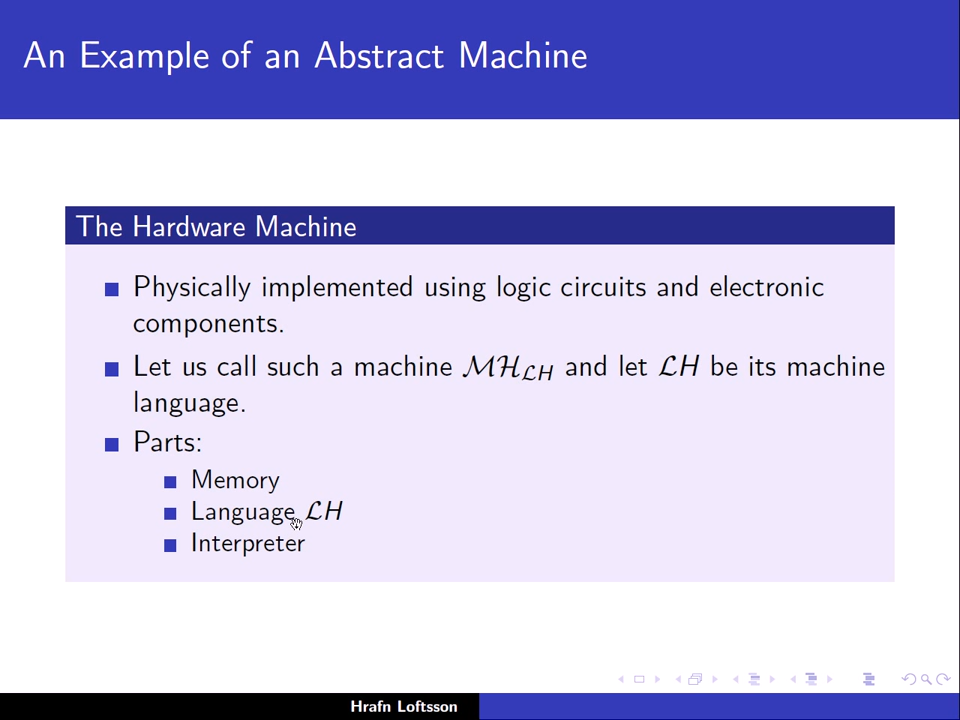 An Example of an Abstract Machine
The Hardware Machine
Physically implemented using logic circuits and electronic
components.
Let us call such a machine ℳℋ_ℒH and let ℒH be its machine
language.
Parts:
Memory
Language ℒH
Interpreter
Hrafn Loftsson